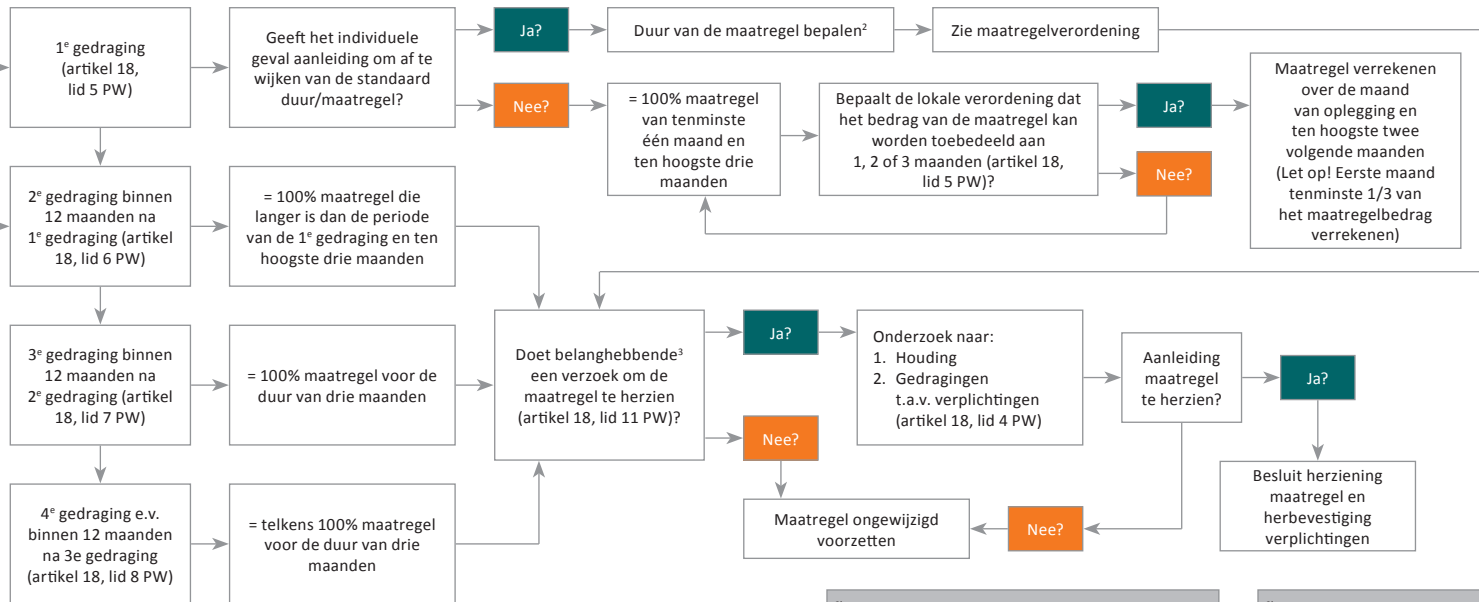 1e gedraging
(artikel 18,
lid 5 PW)
Geeft het individuele
geval aanleiding om af te
wijken van de standaard
duur/maatregel?
Ja?
Duur van de maatregel bepalen²
Zie maatregelverordening
Nee?
= 100% maatregel
van tenminste
één maand en
ten hoogste drie
maanden
Bepaalt de lokale verordening dat
het bedrag van de maatregel kan
worden toebedeeld aan
1, 2 of 3 maanden (artikel 18,
lid 5 PW)?
Ja?
Nee?
Maatregel verrekenen
over de maand
van oplegging en
ten hoogste twee
volgende maanden
(Let op! Eerste maand
tenminste 1/3 van
het maatregelbedrag
verrekenen)
2e gedraging binnen
12 maanden na
1e gedraging (artikel
18, lid 6 PW)
= 100% maatregel die
langer is dan de periode
van de 1e gedraging en ten
hoogste drie maanden
3e gedraging binnen
12 maanden na
2e gedraging (artikel
18, lid 7 PW)
= 100% maatregel voor de
duur van drie maanden
Doet belanghebbende³
een verzoek om de
maatregel te herzien
(artikel 18, lid 11 PW)?
Ja?
Nee?
Onderzoek naar:
1. Houding
2. Gedragingen
t.a.v. verplichtingen
(artikel 18, lid 4 PW)
Aanleiding
maatregel
te herzien?
Ja?
Besluit herziening
maatregel en
herbevestiging
verplichtingen
4e gedraging e.v.
binnen 12 maanden
na 3e gedraging
(artikel 18, lid 8 PW)
= telkens 100% maatregel
voor de duur van drie
maanden
Maatregel ongewijzigd
voorzetten
Nee?